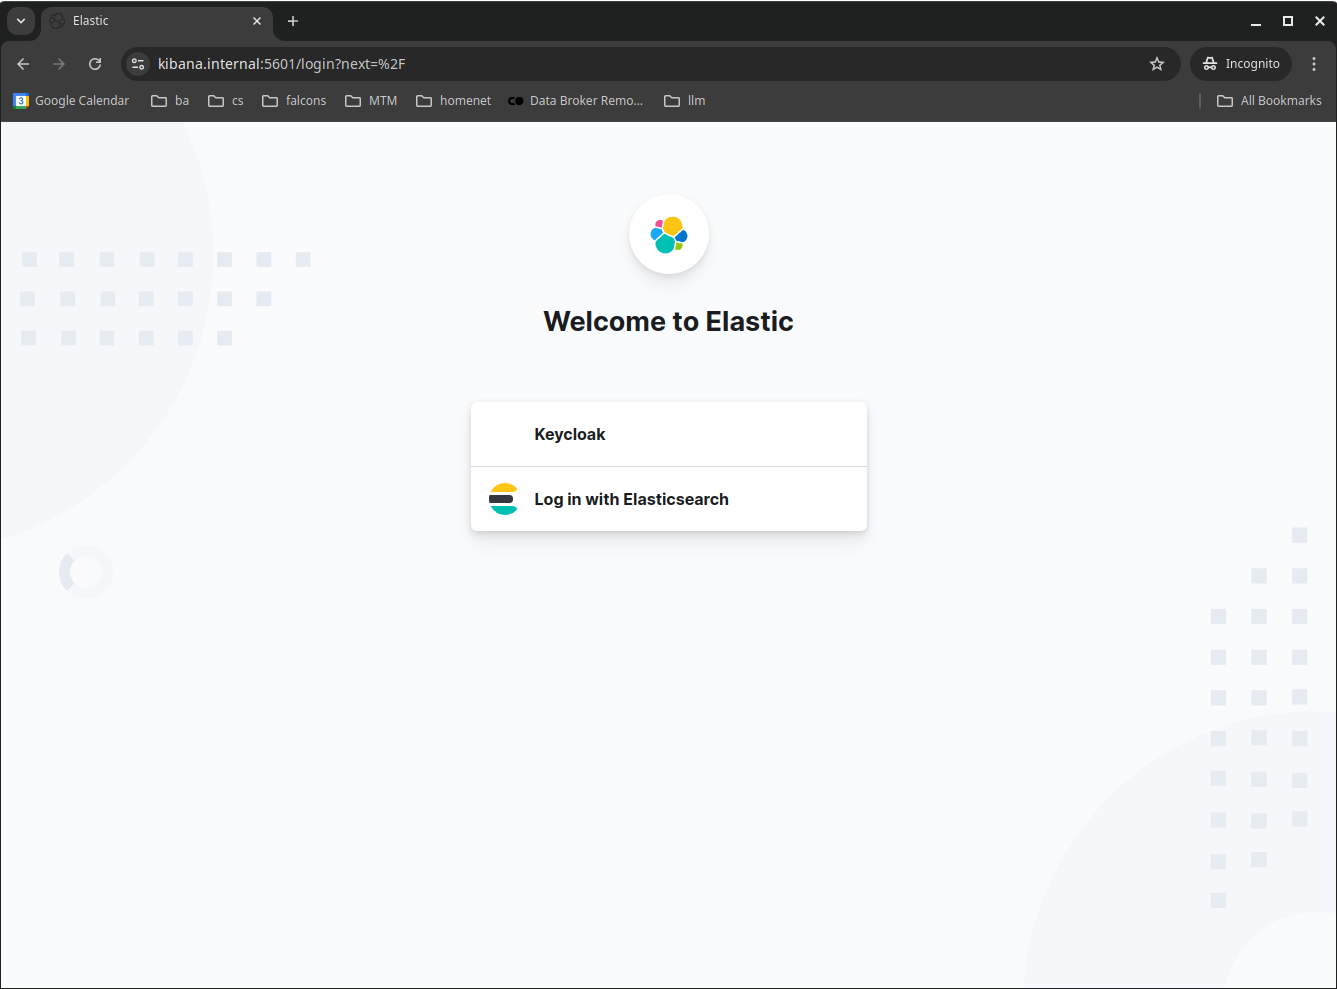 Elastic
kibana.internal:5601/login?next=%2F
Incognito
3 Google Calendar ba cs falcons MTM homenet Data Broker Remo... llm All Bookmarks
Welcome to Elastic
Keycloak
Log in with Elasticsearch